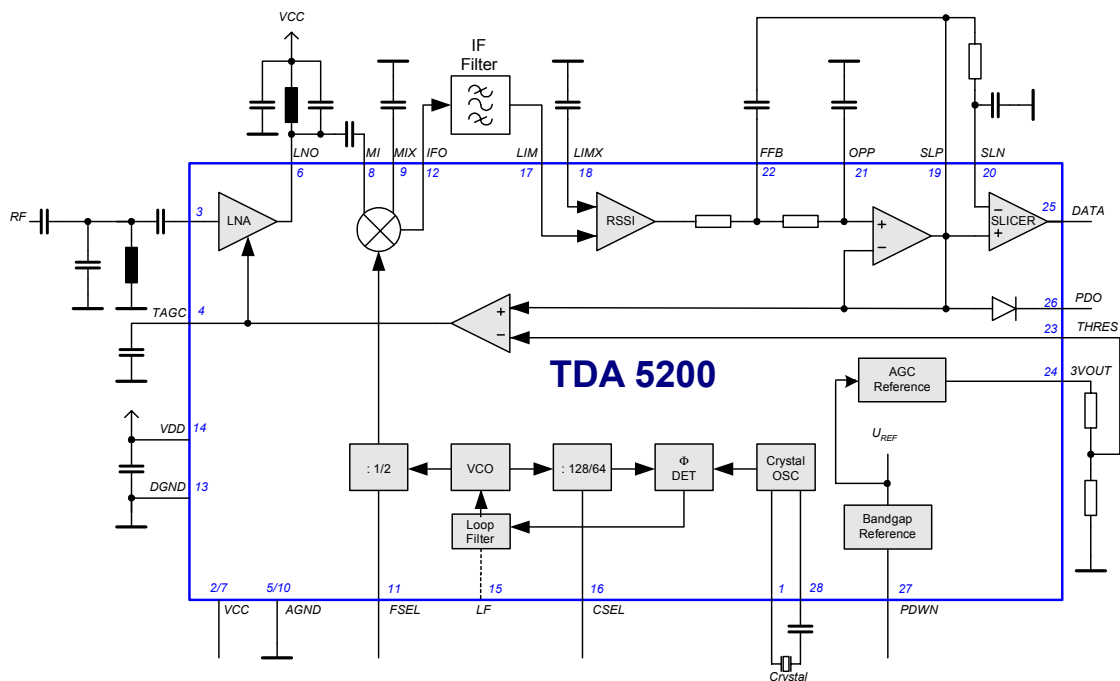 VCC
IF
Filter
LNO
MI
MIX
IFO
LIM
LIMX
FFB
OPP
SLP
SLN
6
8
9
12
17
18
22
21
19
20
RF
3
LNA
RSSI
+
–
–
SLICER
+
25
DATA
TAGC
4
+
–
26
PDO
23
THRES
TDA 5200
AGC
Reference
24
3VOUT
VDD
14
UREF
: 1/2
VCO
: 128/64
Φ
DET
Crystal
OSC
DGND
13
Loop
Filter
Bandgap
Reference
2/7
5/10
11
15
16
1
28
27
VCC
AGND
FSEL
LF
CSEL
PDWN
Crystal